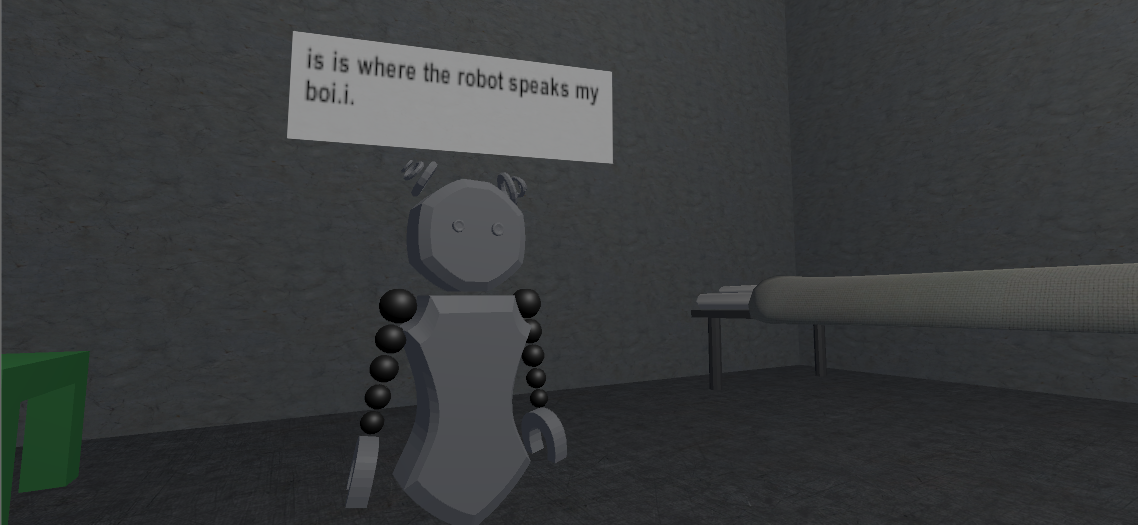 is is where the robot speaks my
boi.i.